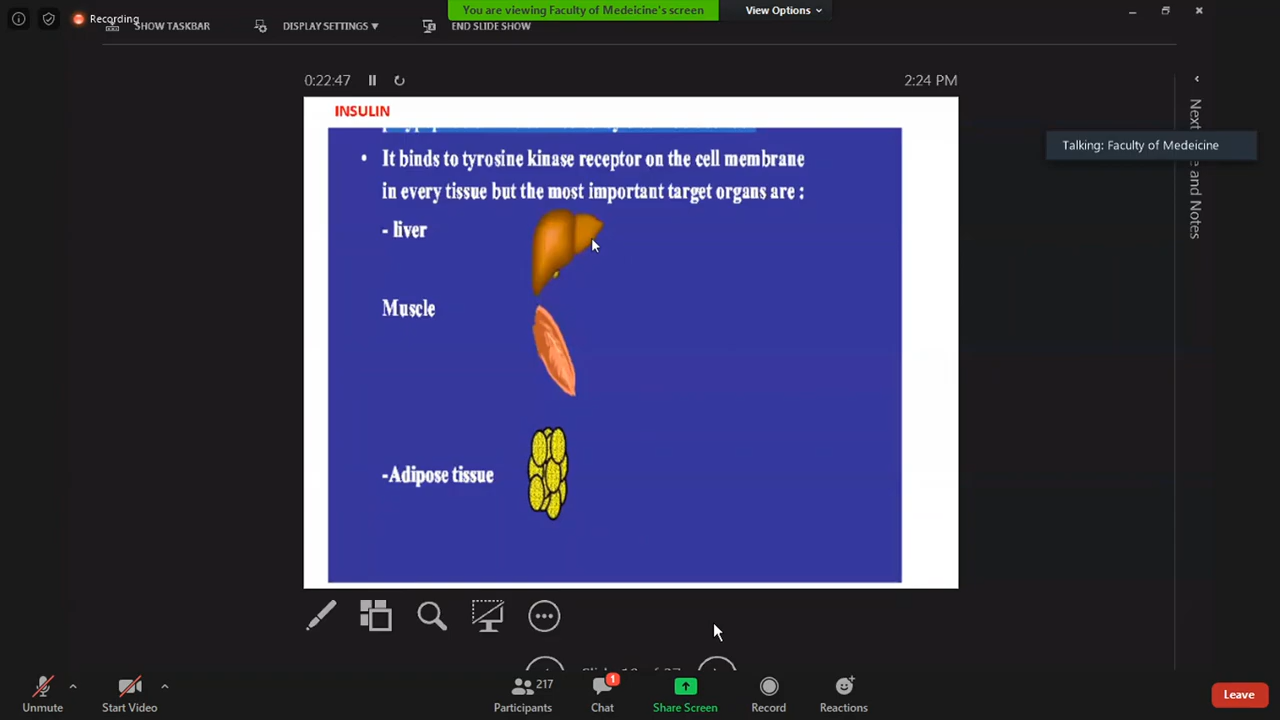 Recording
You are viewing Faculty of Medeicine's screen
View Options
SHOW TASKBAR
DISPLAY SETTINGS
END SLIDE SHOW
0:22:47
2:24 PM
INSULIN
Talking: Faculty of Medeicine
Next
and Notes
• It binds to tyrosine kinase receptor on the cell membrane
in every tissue but the most important target organs are :
- liver
Muscle
-Adipose tissue
Unmute
Start Video
217
Participants
1
Chat
Share Screen
Record
Reactions
Leave